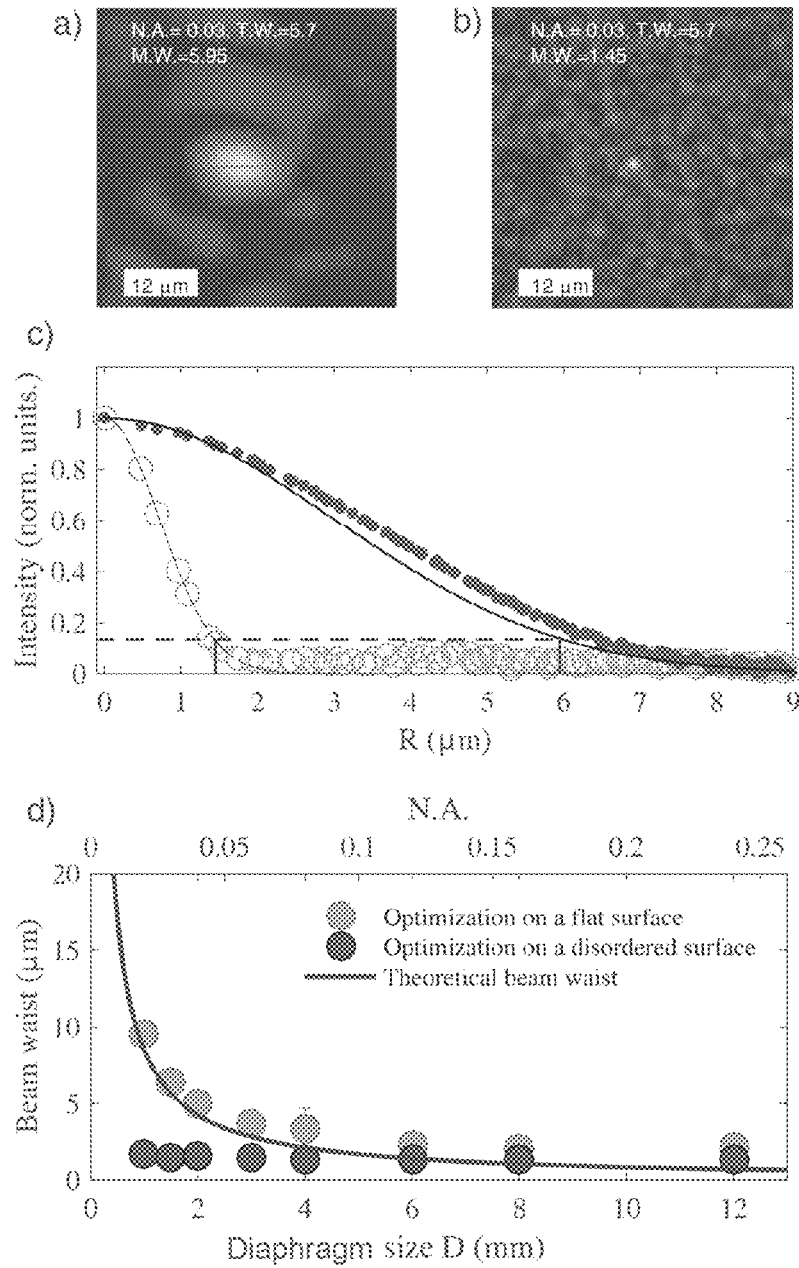 a)
N.A.= 0.03 T.W.=5.7
M.W.=5.95
12 µm
b)
N.A.= 0.03 T.W.=5.7
M.W.=1.45
12 µm
c)
Intensity (norm. units.)
1
0.8
0.6
0.4
0.2
0
0 1 2 3 4 5 6 7 8 9
R (µm)
d)
N.A.
0 0.05 0.1 0.15 0.2 0.25
Beam waist (µm)
20
15
10
5
0
Optimization on a flat surface
Optimization on a disordered surface
Theoretical beam waist
0 2 4 6 8 10 12
Diaphragm size D (mm)